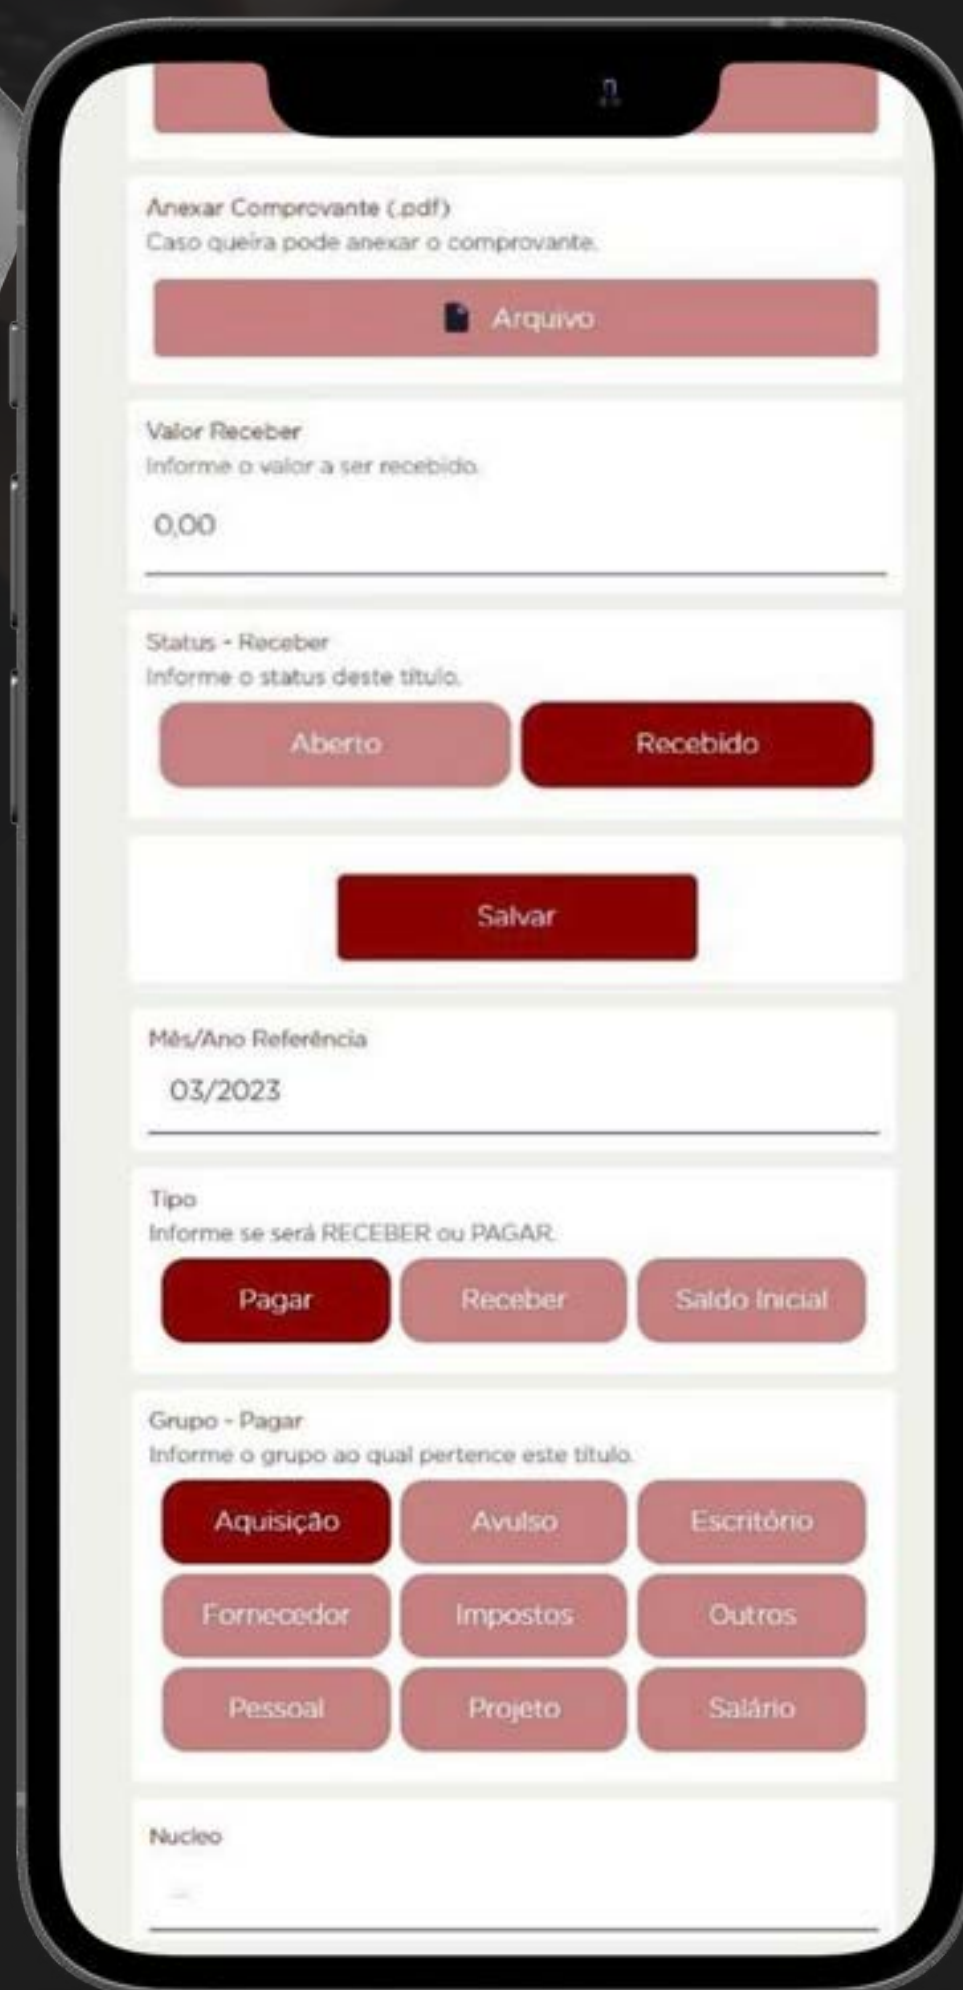 Anexar Comprovante (.pdf)
Caso queira pode anexar o comprovante.
Arquivo
Valor Receber
Informe o valor a ser recebido.
0,00
Status - Receber
Informe o status deste título.
Aberto
Recebido
Salvar
Mês/Ano Referência
03/2023
Tipo
Informe se será RECEBER ou PAGAR.
Pagar
Receber
Saldo Inicial
Grupo - Pagar
Informe o grupo ao qual pertence este título.
Aquisição
Avulso
Escritório
Fornecedor
Impostos
Outros
Pessoal
Projeto
Salário
Nucleo